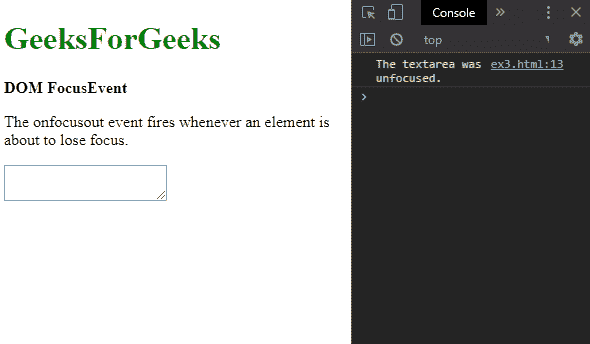 GeeksForGeeks
DOM FocusEvent
The onfocusout event fires whenever an element is
about to lose focus.
Console
top
The textarea was ex3.html:13
unfocused.